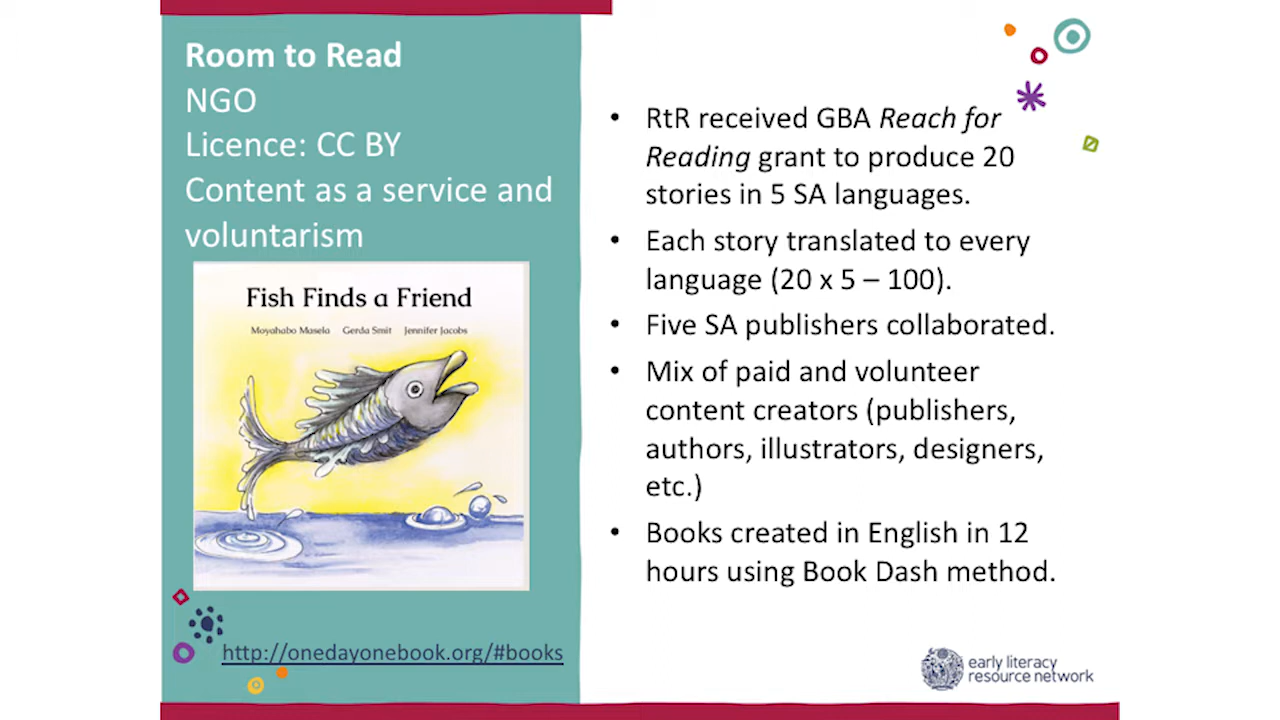 Room to Read
NGO
Licence: CC BY
Content as a service and
voluntarism
Fish Finds a Friend
Moyahabo Masela Gerda Smit Jennifer Jacobs
http://onedayonebook.org/#books
• RtR received GBA Reach for
Reading grant to produce 20
stories in 5 SA languages.
• Each story translated to every
language (20 x 5 – 100).
• Five SA publishers collaborated.
• Mix of paid and volunteer
content creators (publishers,
authors, illustrators, designers,
etc.)
• Books created in English in 12
hours using Book Dash method.
early literacy
resource network